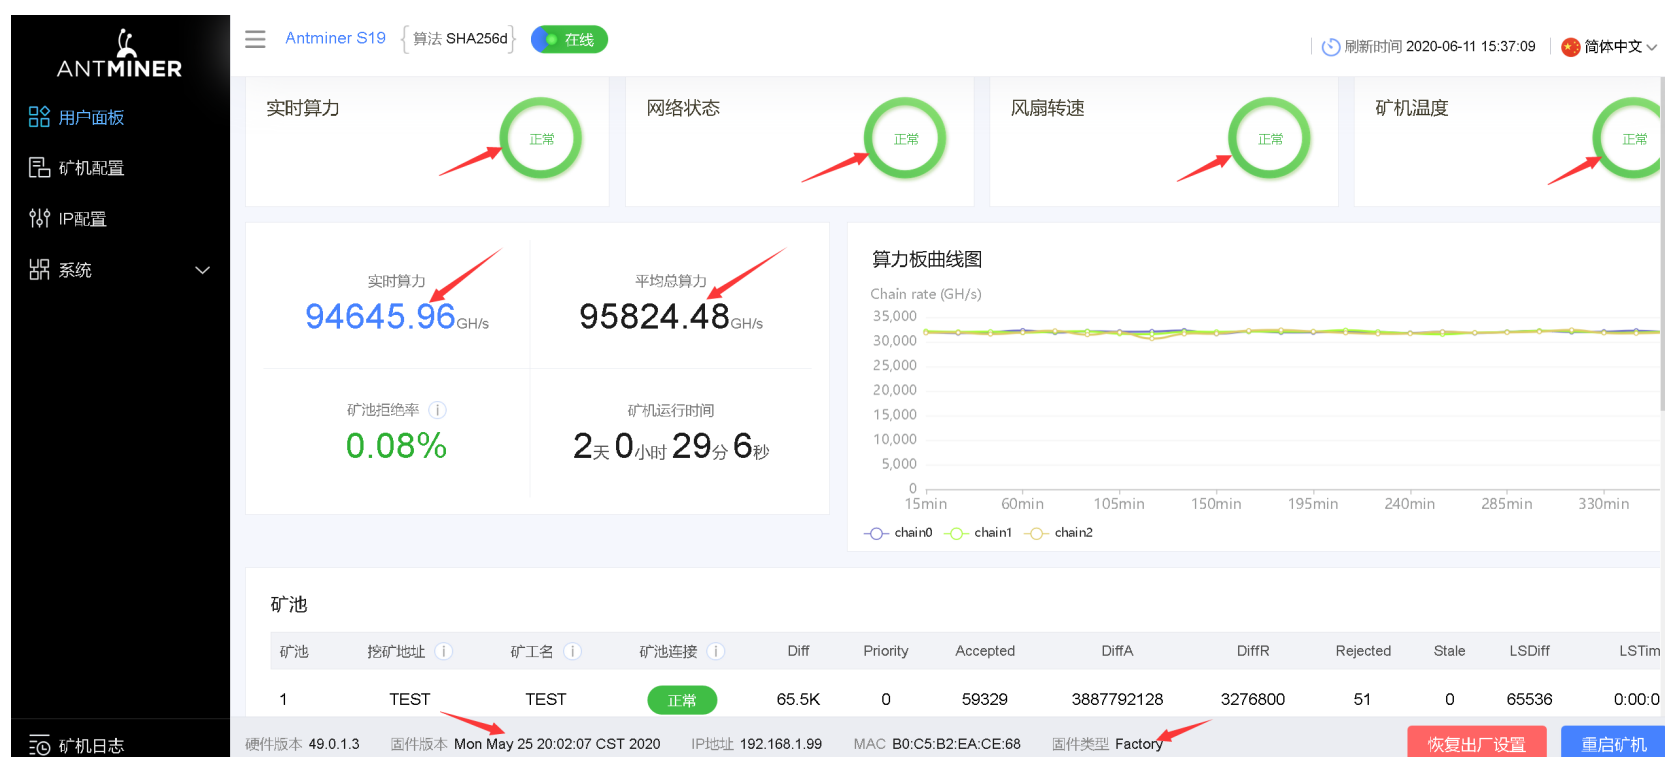 ANTMINER
用户面板
矿机配置
IP配置
系统
矿机日志
Antminer S19 算法 SHA256d 在线
刷新时间 2020-06-11 15:37:09 简体中文
实时算力 正常
网络状态 正常
风扇转速 正常
矿机温度 正常
实时算力
94645.96GH/s
平均总算力
95824.48GH/s
矿池拒绝率
0.08%
矿机运行时间
2天 0小时 29分 6秒
算力板曲线图
Chain rate (GH/s)
35,000
30,000
25,000
20,000
15,000
10,000
5,000
0
15min 60min 105min 150min 195min 240min 285min 330min
chain0 chain1 chain2
矿池
矿池 挖矿地址 矿工名 矿池连接 Diff Priority Accepted DiffA DiffR Rejected Stale LSDiff LSTim
1 TEST TEST 正常 65.5K 0 59329 3887792128 3276800 51 0 65536 0:00:0
硬件版本 49.0.1.3 固件版本 Mon May 25 20:02:07 CST 2020 IP地址 192.168.1.99 MAC B0:C5:B2:EA:CE:68 固件类型 Factory 恢复出厂设置 重启矿机